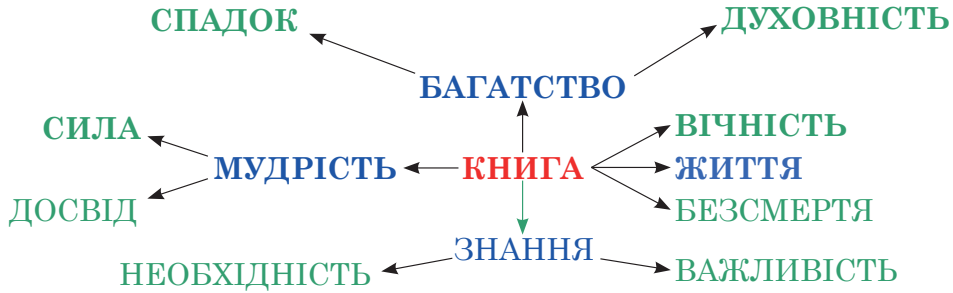 СПАДОК
ДУХОВНІСТЬ
БАГАТСТВО
СИЛА
ВІЧНІСТЬ
МУДРІСТЬ
КНИГА
ЖИТТЯ
ДОСВІД
БЕЗСМЕРТЯ
ЗНАННЯ
НЕОБХІДНІСТЬ
ВАЖЛИВІСТЬ